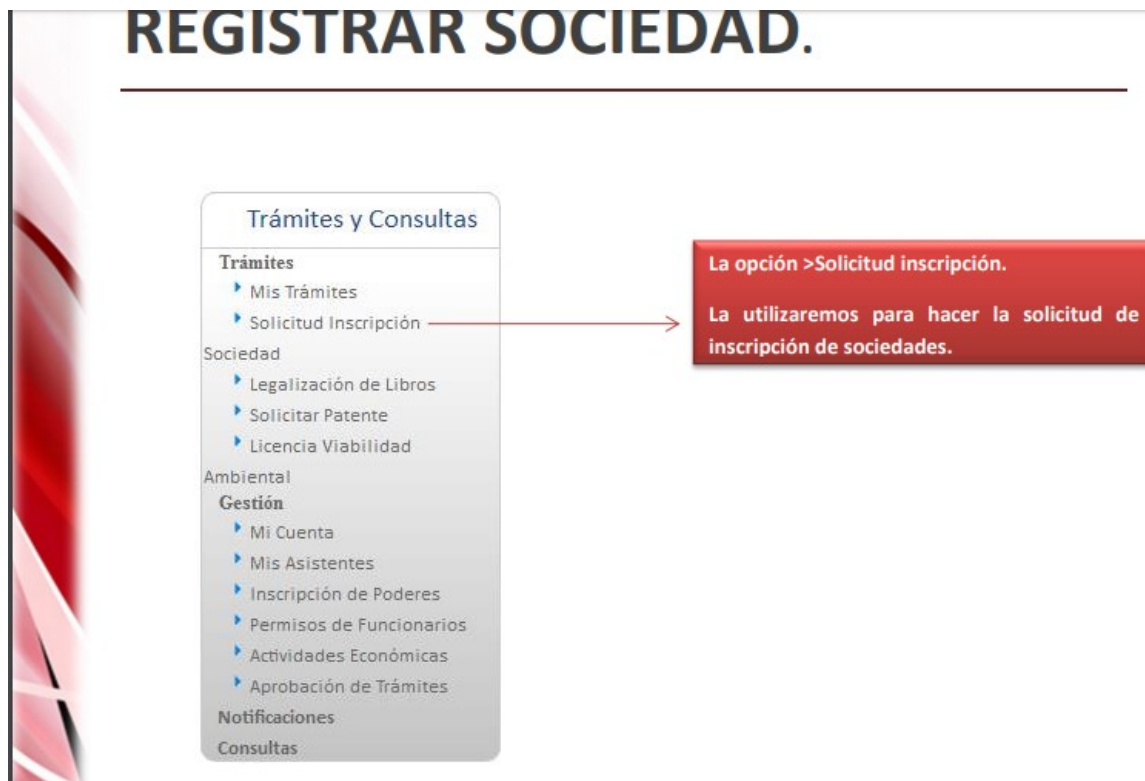 REGISTRAR SOCIEDAD.
Trámites y Consultas
Trámites
Mis Trámites
Solicitud Inscripción
Sociedad
Legalización de Libros
Solicitar Patente
Licencia Viabilidad
Ambiental
Gestión
Mi Cuenta
Mis Asistentes
Inscripción de Poderes
Permisos de Funcionarios
Actividades Económicas
Aprobación de Trámites
Notificaciones
Consultas
La opción >Solicitud inscripción.
La utilizaremos para hacer la solicitud de
inscripción de sociedades.